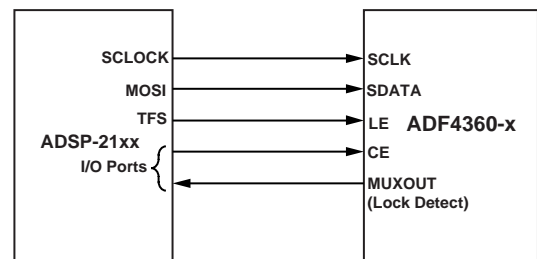 SCLOCK
MOSI
TFS
ADSP-21xx
I/O Ports
SCLK
SDATA
LE
ADF4360-x
CE
MUXOUT
(Lock Detect)